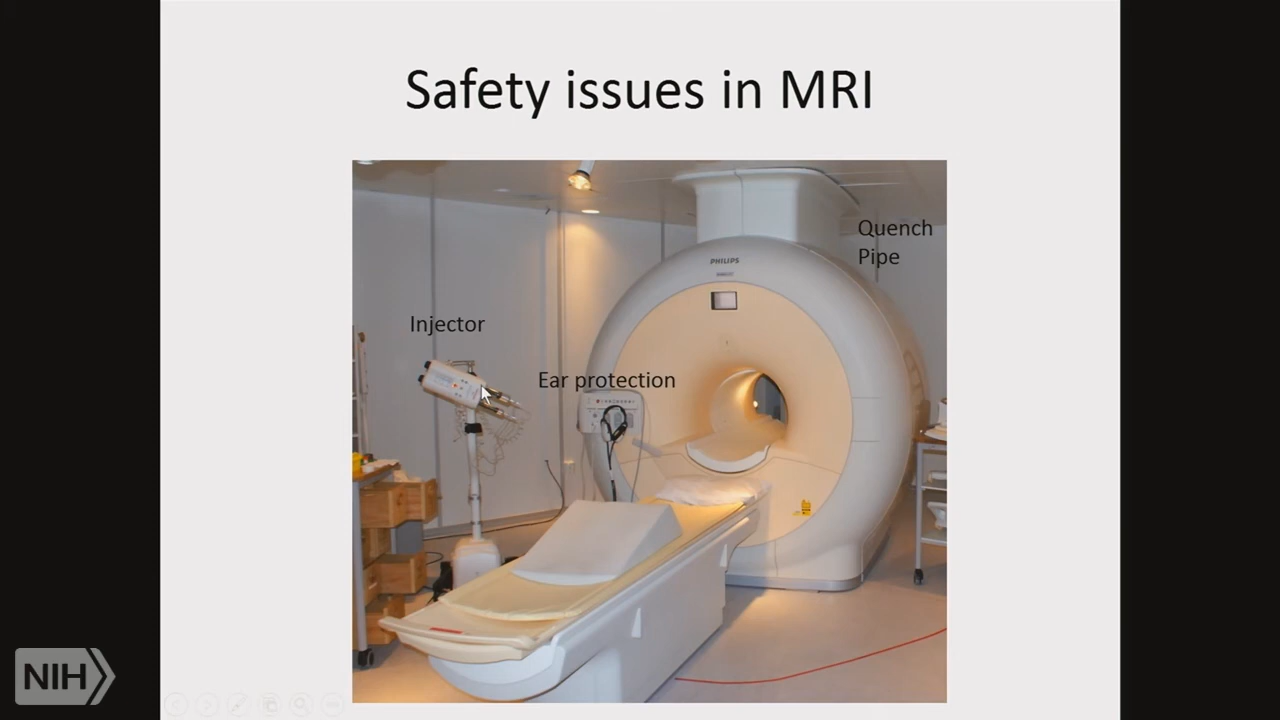 Safety issues in MRI
Quench
Pipe
PHILIPS
Injector
Ear protection
NIH